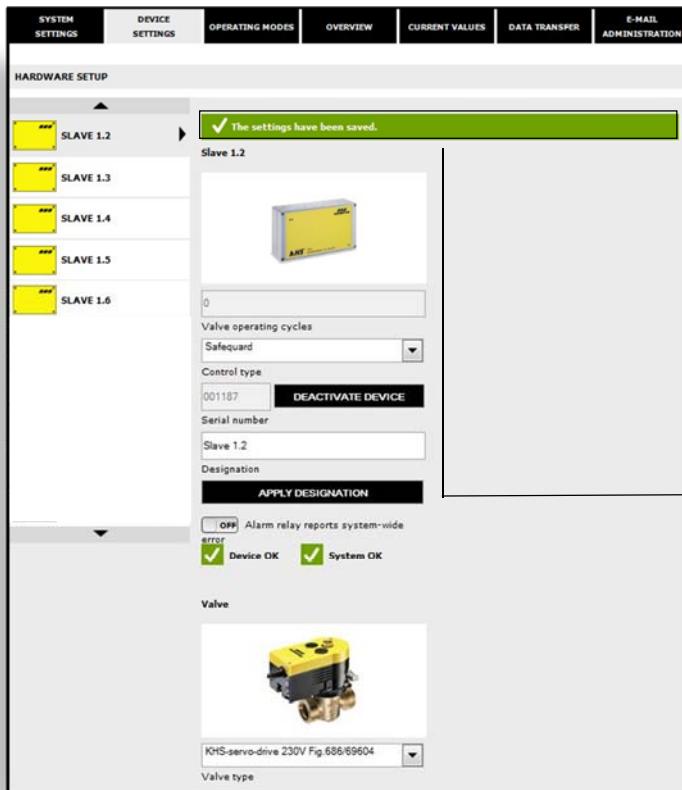 SYSTEM
SETTINGS
DEVICE
SETTINGS
OPERATING MODES
OVERVIEW
CURRENT VALUES
DATA TRANSFER
E-MAIL
ADMINISTRATION
HARDWARE SETUP
SLAVE 1.2
SLAVE 1.3
SLAVE 1.4
SLAVE 1.5
SLAVE 1.6
The settings have been saved.
Slave 1.2
KHS
0
Valve operating cycles
Safequard
Control type
001187
DEACTIVATE DEVICE
Serial number
Slave 1.2
Designation
APPLY DESIGNATION
OFF Alarm relay reports system-wide
error
Device OK
System OK
Valve
KHS-servo-drive 230V Fig.686/69604
Valve type